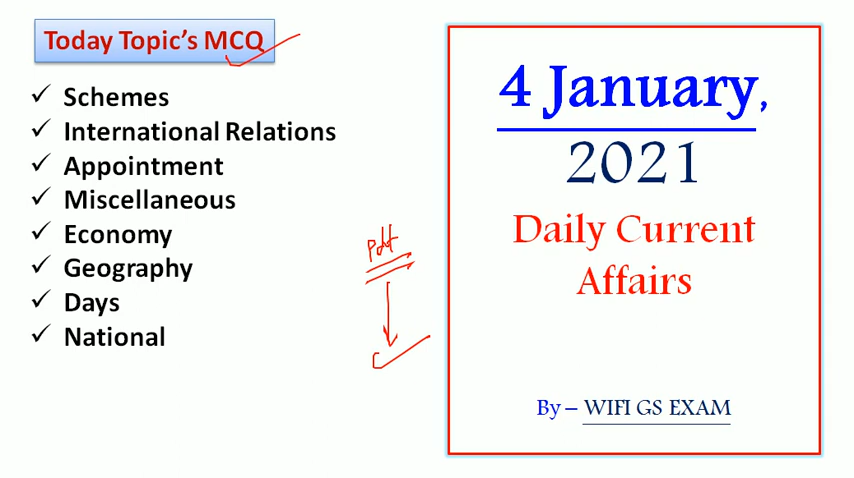 Today Topic's MCQ
Schemes
International Relations
Appointment
Miscellaneous
Economy
Geography
Days
National
pdf
4 January,
2021
Daily Current
Affairs
By – WIFI GS EXAM